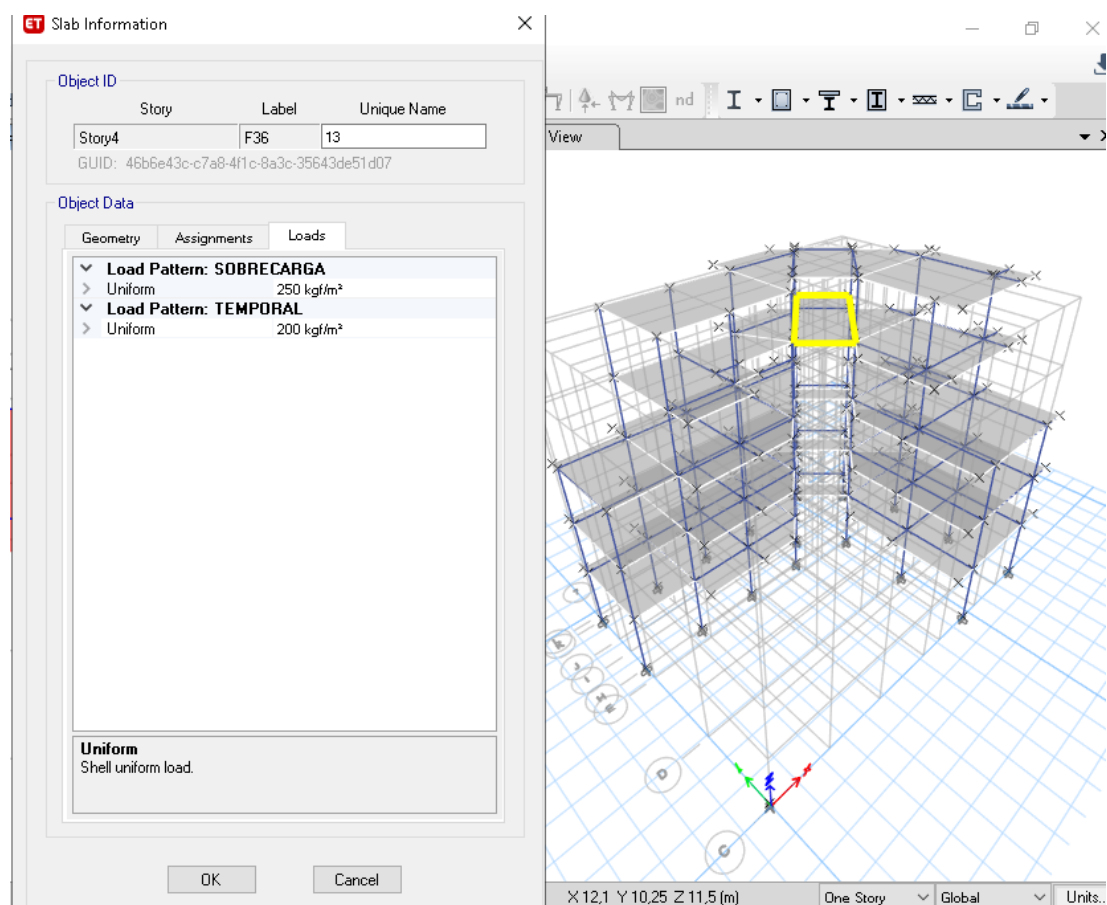 ET Slab Information
Object ID
Story Label Unique Name
Story4 F36 13
GUID: 46b6e43c-c7a8-4f1c-8a3c-35643de51d07
Object Data
Geometry Assignments Loads
Load Pattern: SOBRECARGA
Uniform 250 kgf/m²
Load Pattern: TEMPORAL
Uniform 200 kgf/m²
Uniform
Shell uniform load.
OK Cancel
nd
View
D
C
X 12,1 Y 10,25 Z 11,5 (m) One Story Global Units..